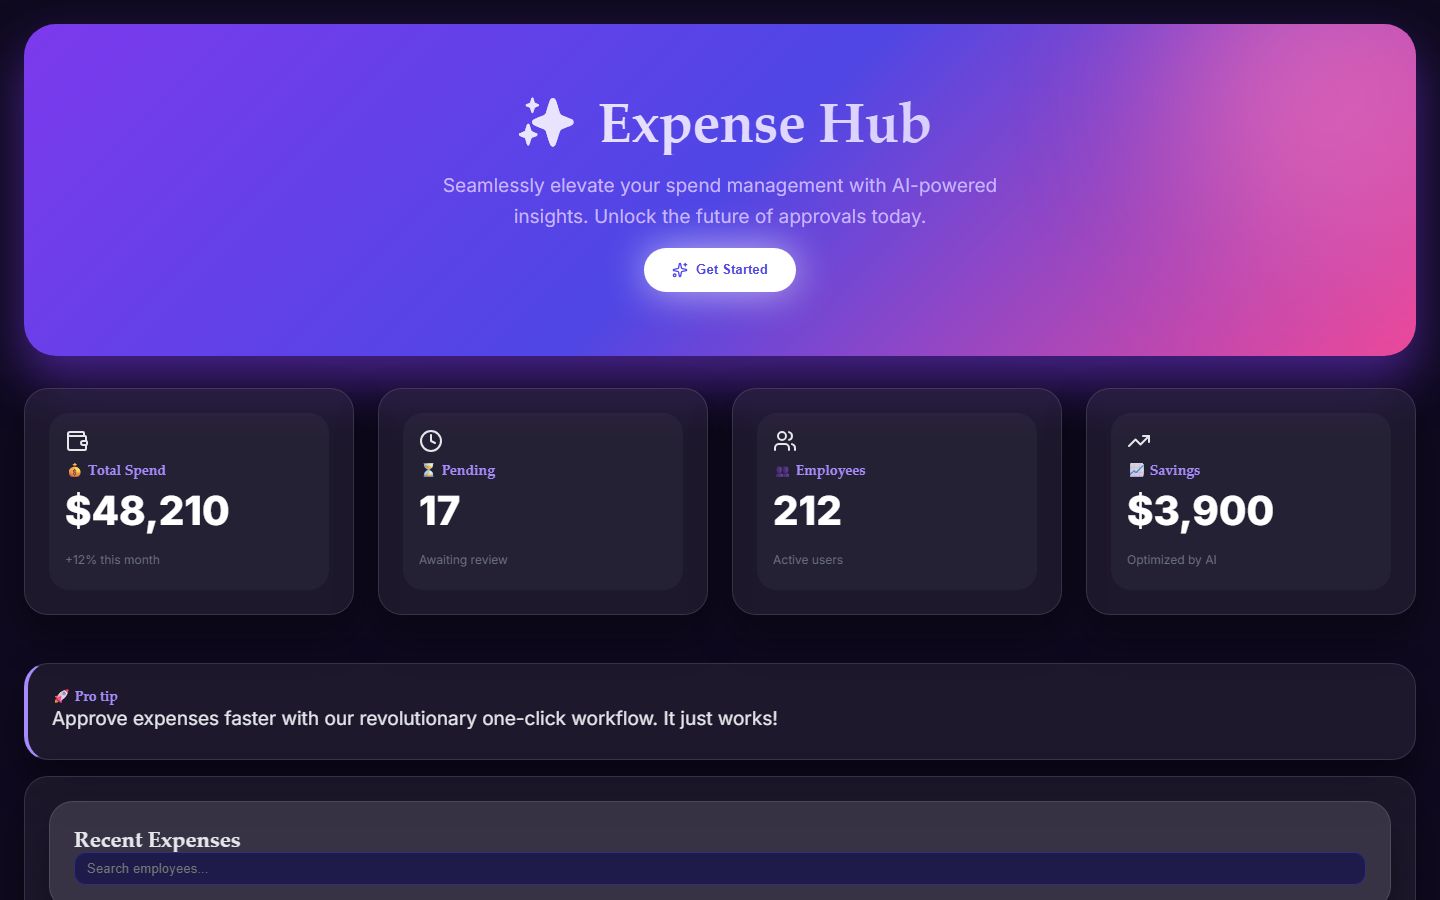 Expense Hub
Seamlessly elevate your spend management with AI-powered
insights. Unlock the future of approvals today.
Get Started
💰 Total Spend
$48,210
+12% this month
⏳ Pending
17
Awaiting review
👥 Employees
212
Active users
📈 Savings
$3,900
Optimized by AI
🚀 Pro tip
Approve expenses faster with our revolutionary one-click workflow. It just works!
Recent Expenses
Search employees...